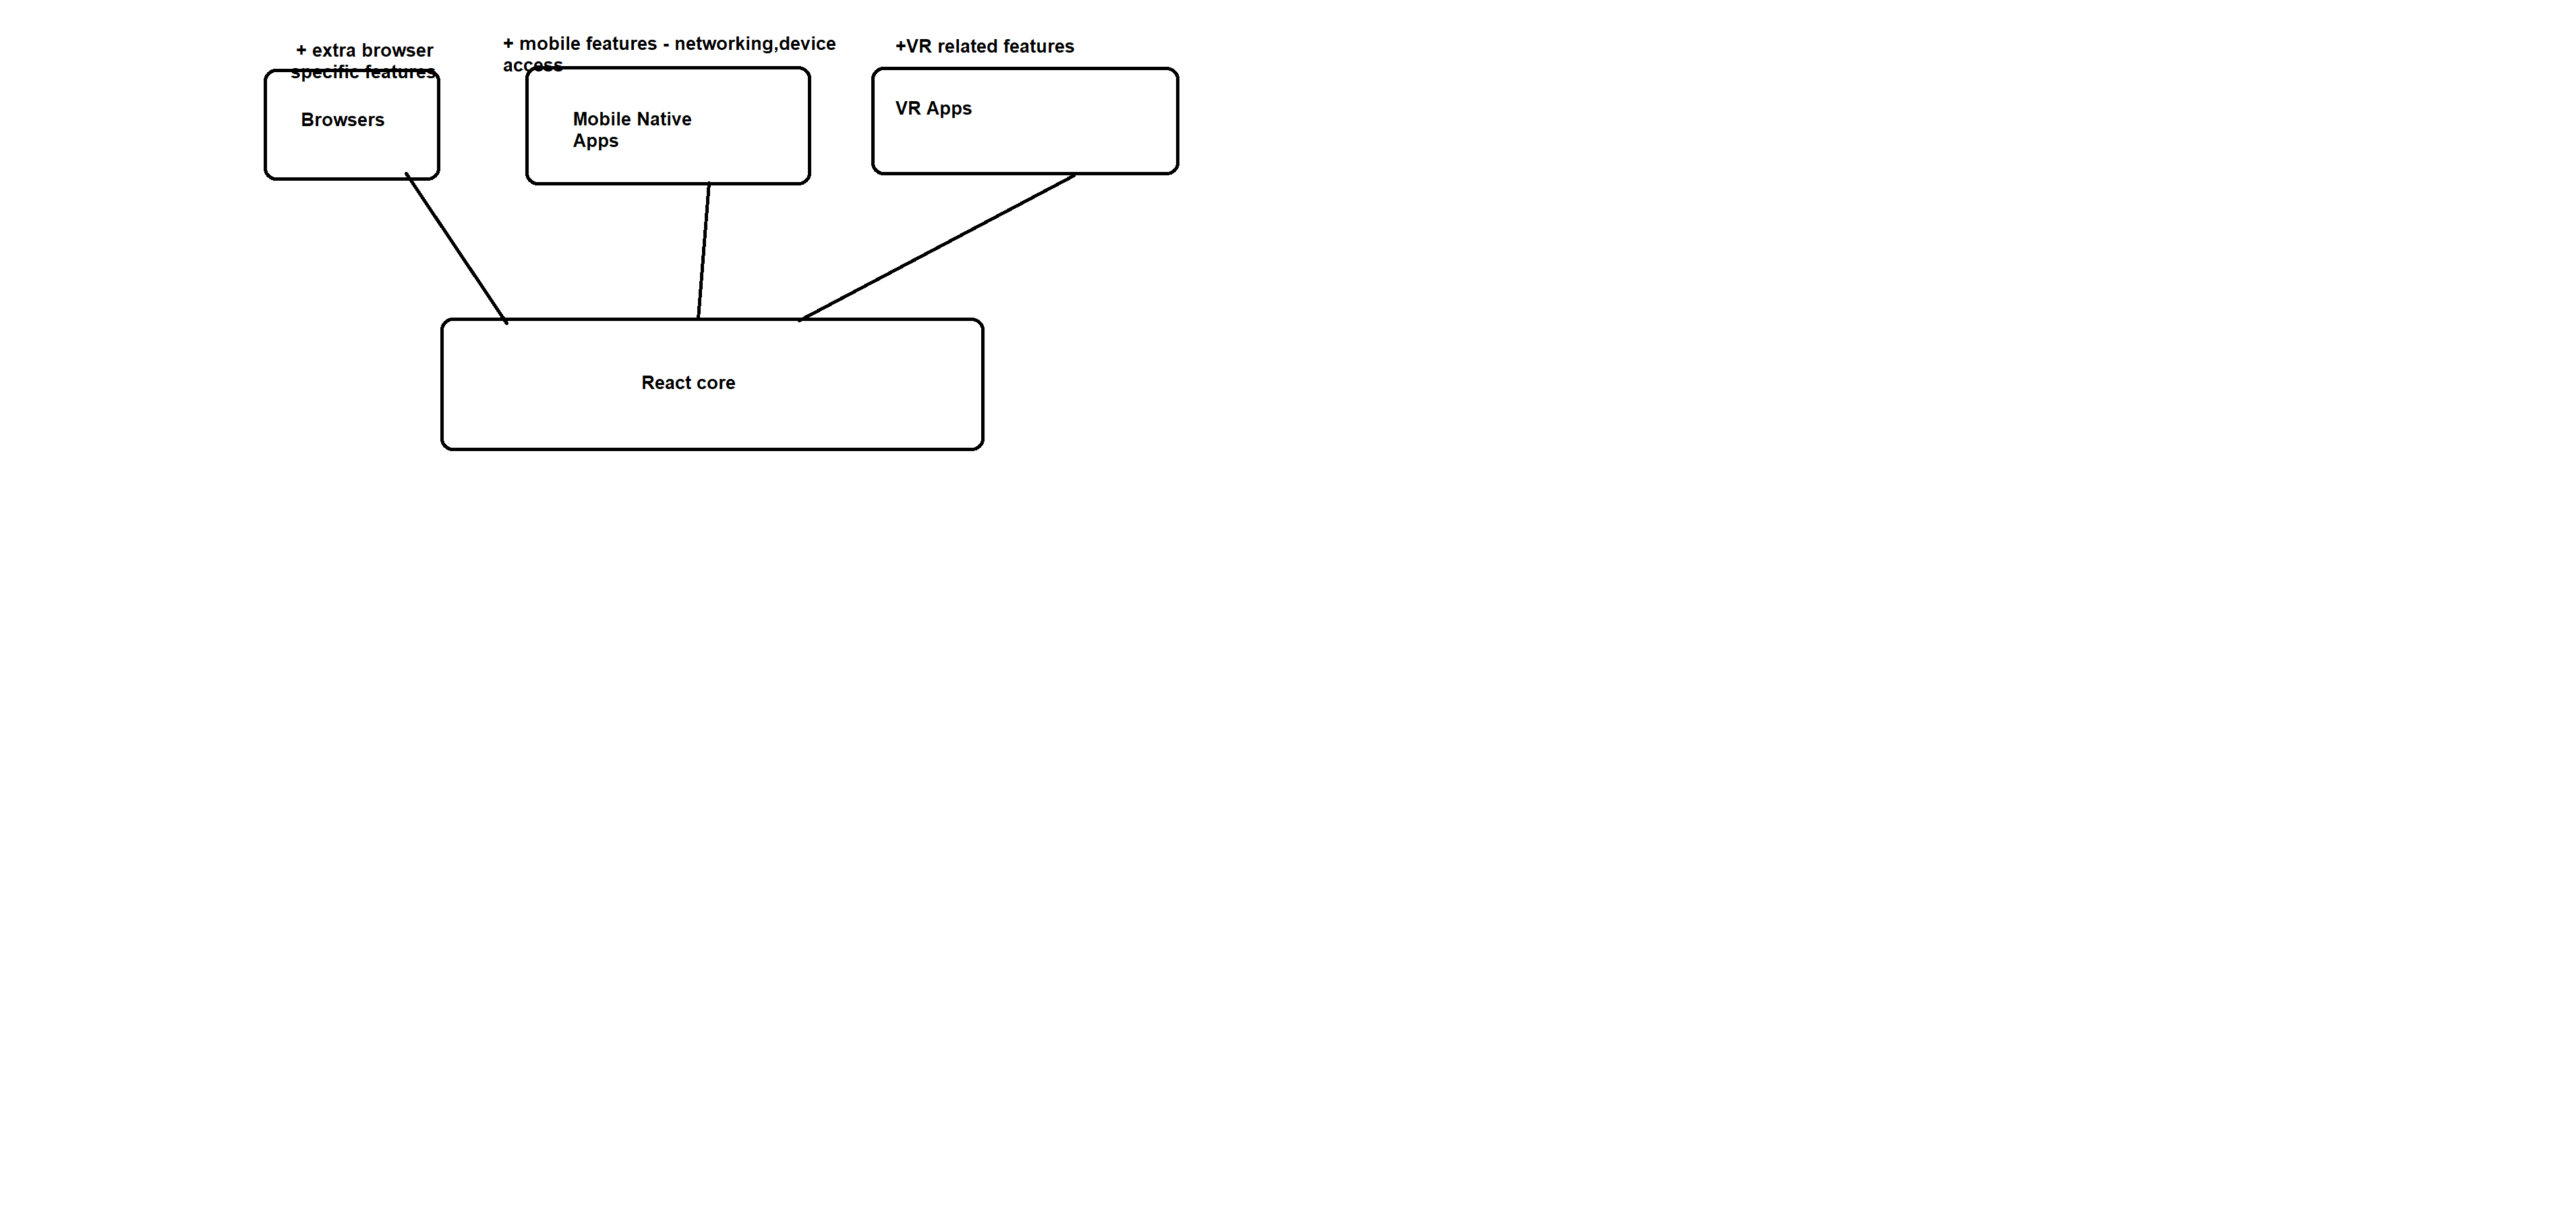 + extra browser
specific features
+ mobile features - networking,device
access
+VR related features
Browsers
Mobile Native
Apps
VR Apps
React core